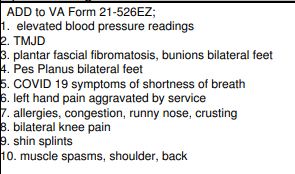 ADD to VA Form 21-526EZ;
1.  elevated blood pressure readings
2. TMJD
3. plantar fascial fibromatosis, bunions bilateral feet
4. Pes Planus bilateral feet
5. COVID 19 symptoms of shortness of breath
6. left hand pain aggravated by service
7. allergies, congestion, runny nose, crusting
8. bilateral knee pain
9. shin splints
10. muscle spasms, shoulder, back